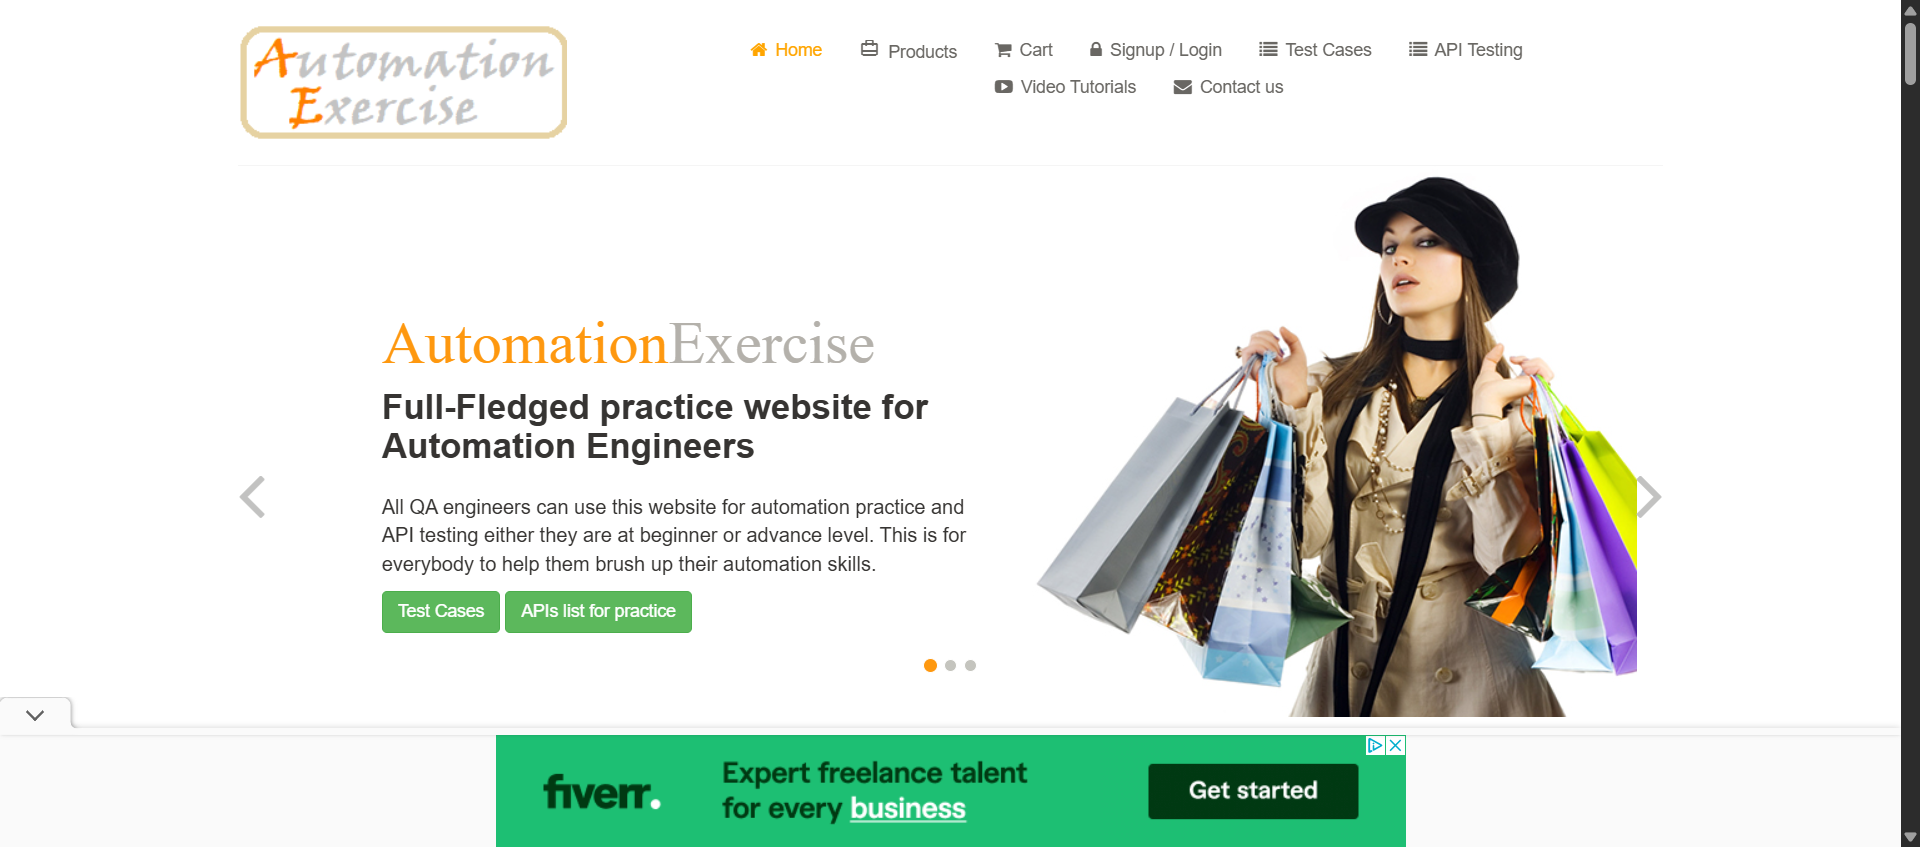 Automation
Exercise
Home
Products
Cart
Signup / Login
Test Cases
API Testing
Video Tutorials
Contact us
AutomationExercise
Full-Fledged practice website for
Automation Engineers
All QA engineers can use this website for automation practice and
API testing either they are at beginner or advance level. This is for
everybody to help them brush up their automation skills.
Test Cases
APIs list for practice
fiverr.
Expert freelance talent
for every business
Get started